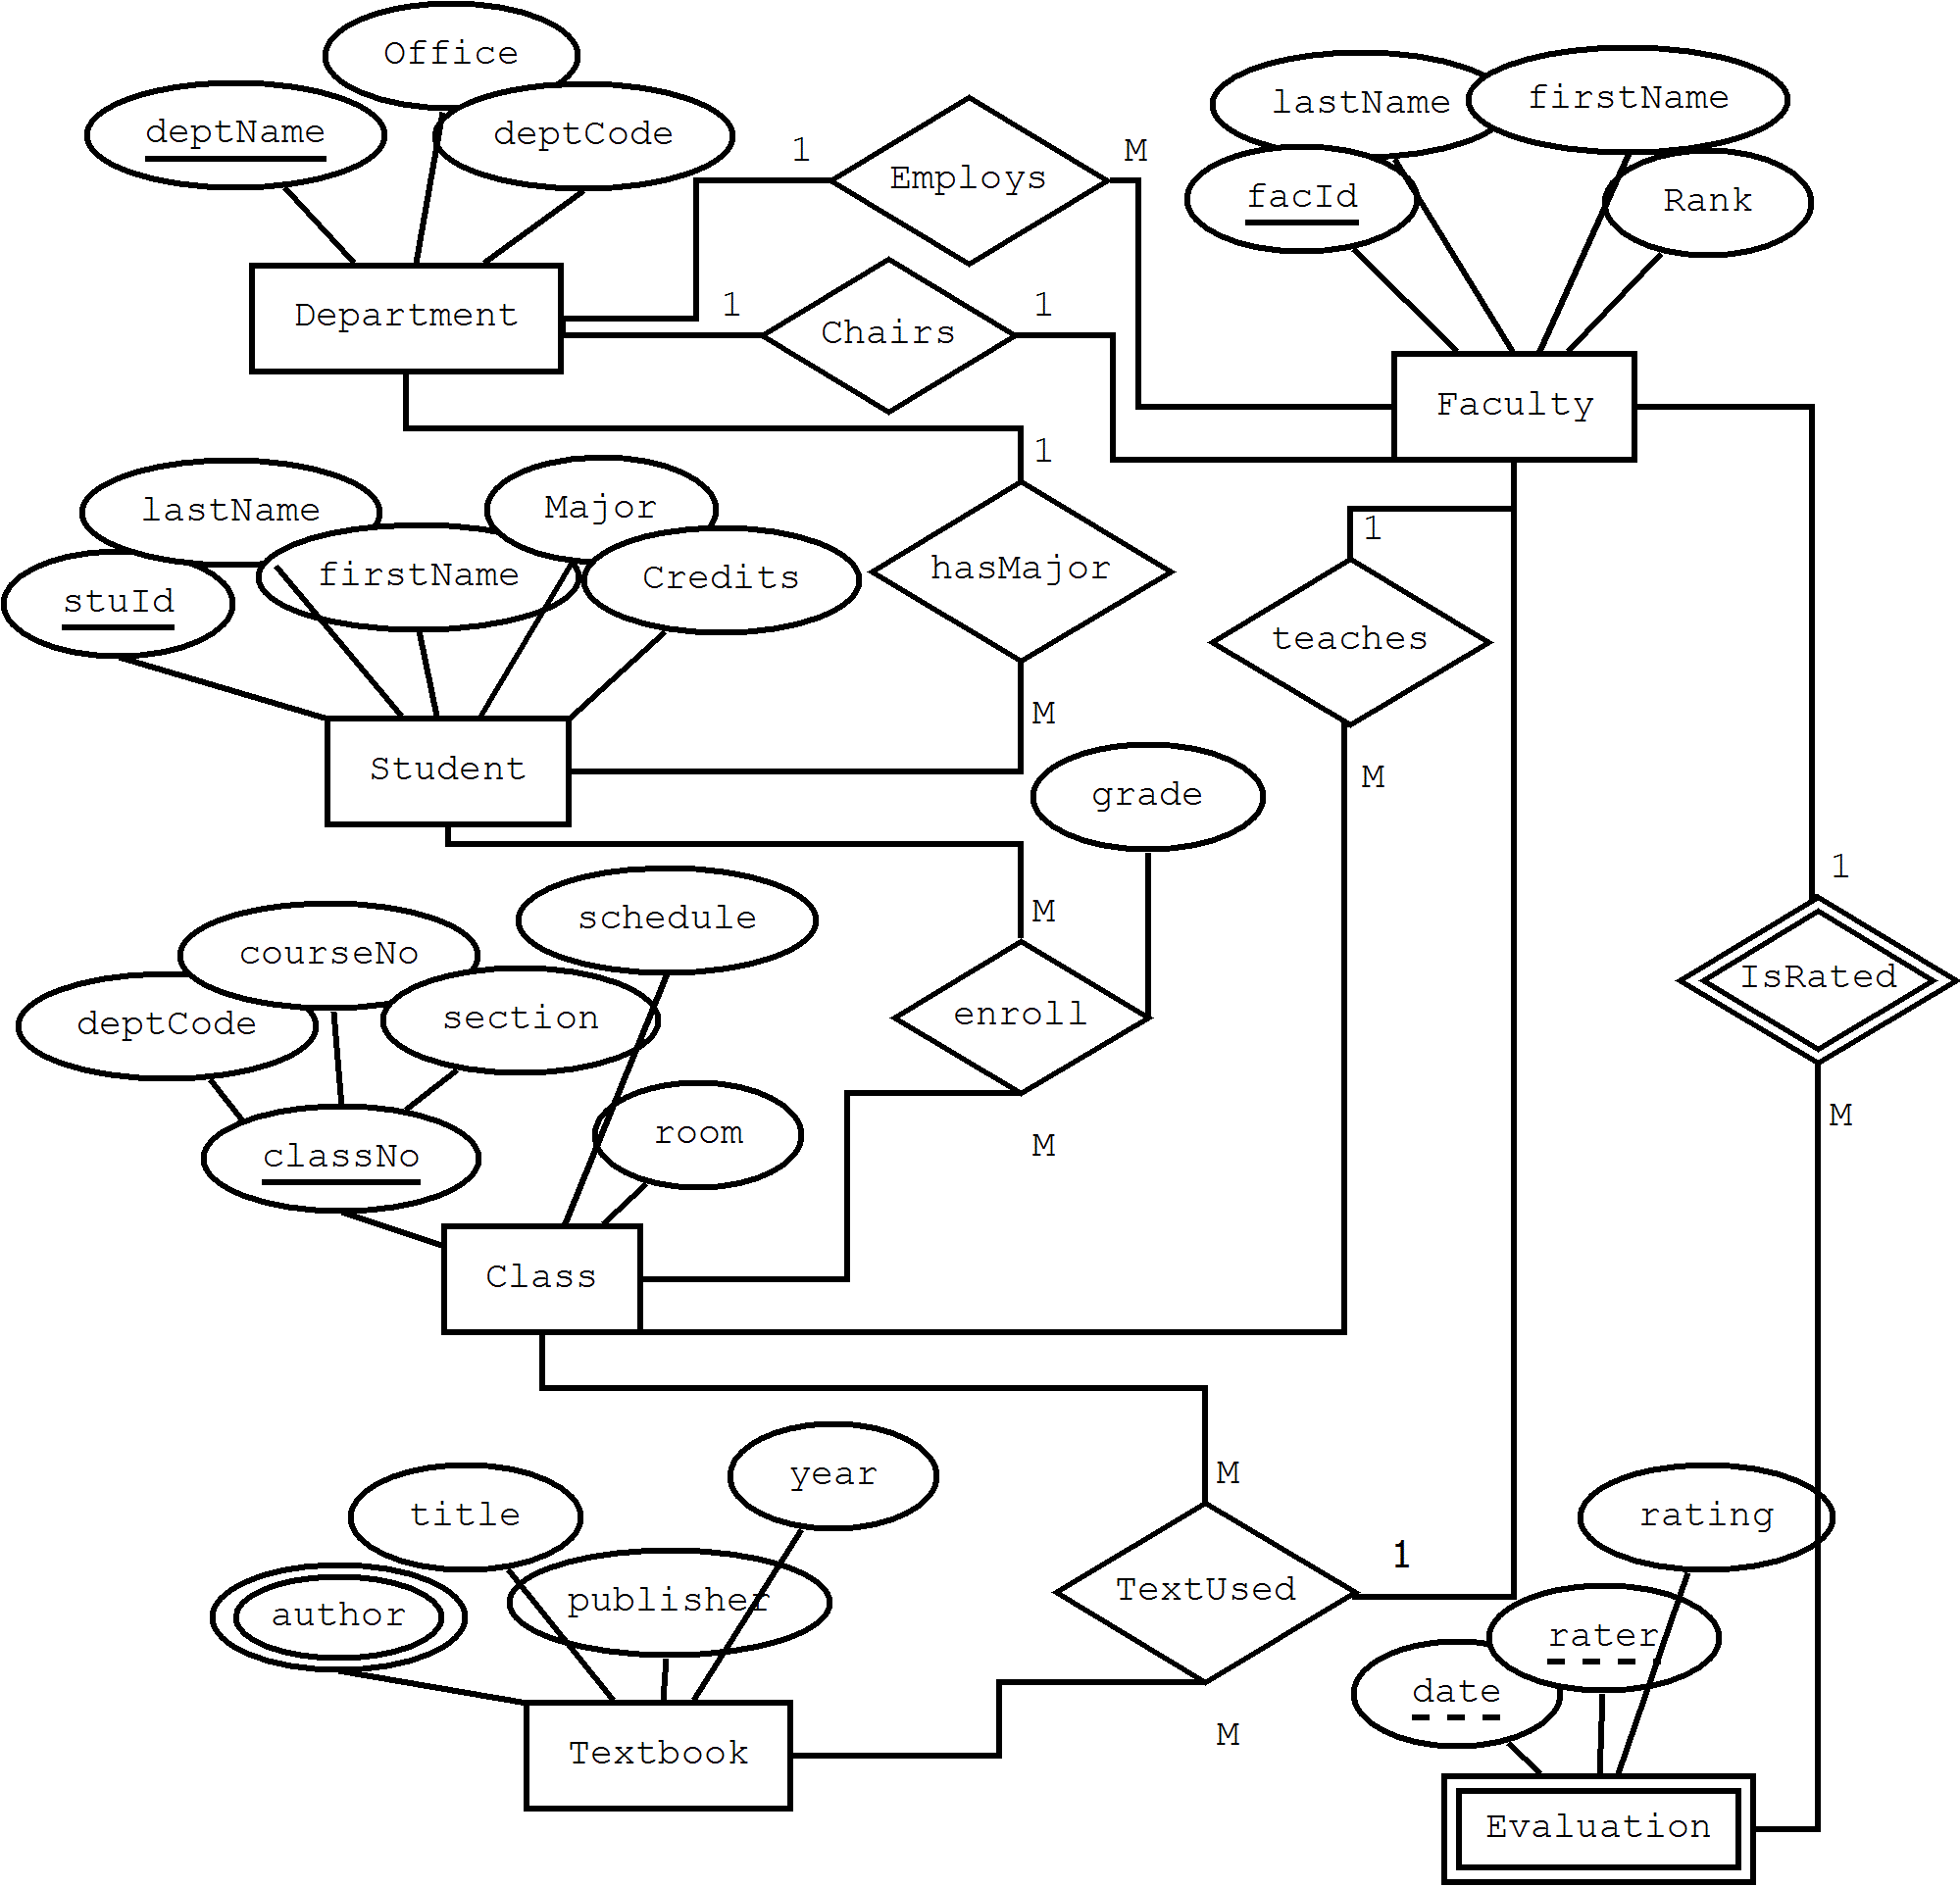 Office
deptName
deptCode
1
Employs
M
lastName
firstName
facId
Rank
Department
1
Chairs
1
Faculty
1
lastName
Major
firstName
Credits
stuId
hasMajor
1
teaches
M
Student
M
grade
1
schedule
M
courseNo
deptCode
section
enroll
IsRated
M
room
M
classNo
Class
year
M
title
rating
1
publisher
author
TextUsed
rater
date
M
Textbook
Evaluation